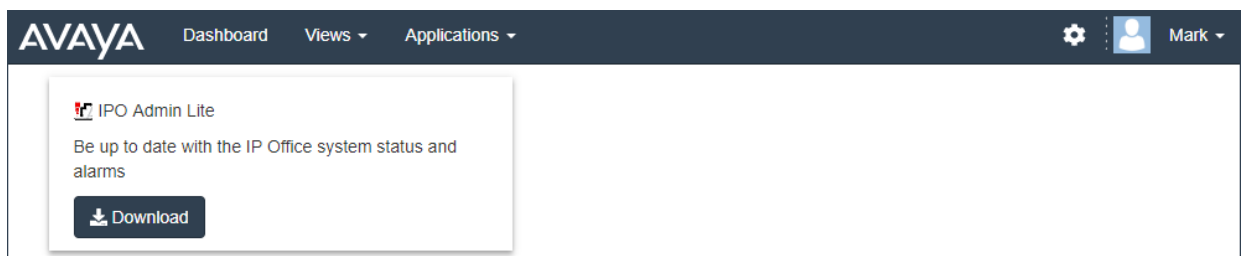 AVAYA Dashboard Views Applications Mark
IPO Admin Lite
Be up to date with the IP Office system status and
alarms
Download